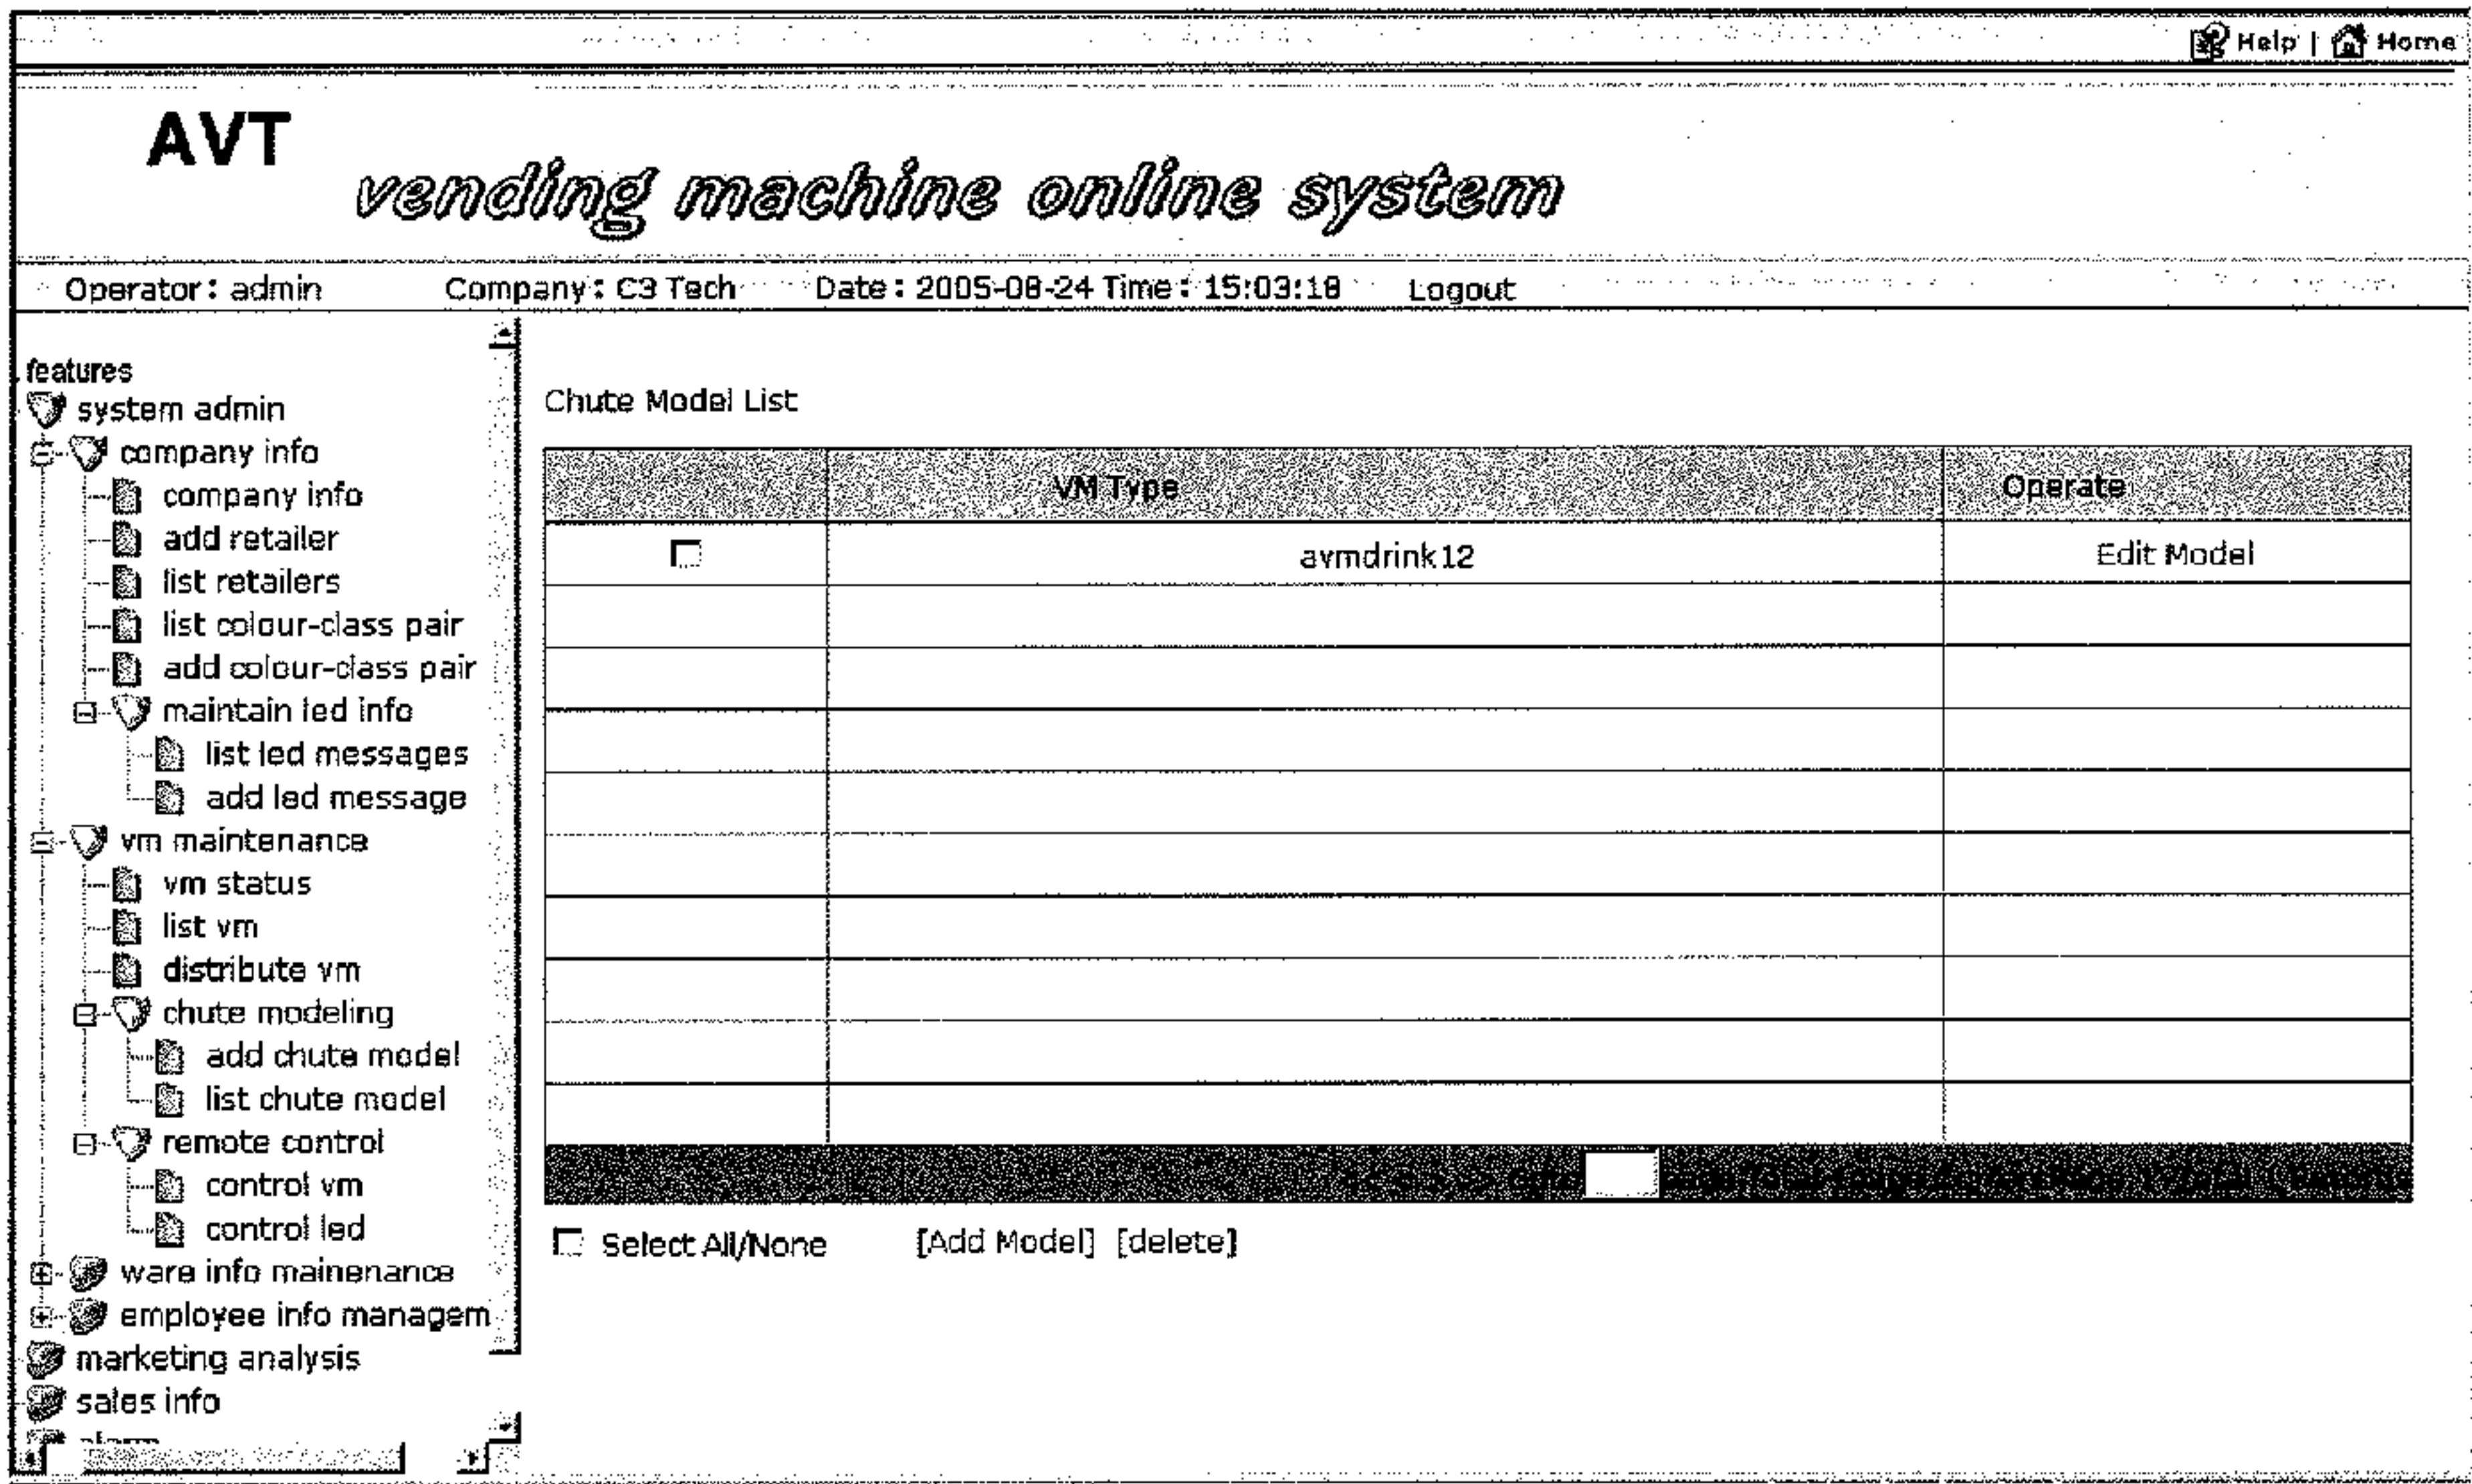 Help | Home
AVT
vending machine online system
Operator: admin Company: C3 Tech Date: 2005-08-24 Time: 15:03:18 Logout
features
system admin
company info
company info
add retailer
list retailers
list colour-class pair
add colour-class pair
maintain led info
list led messages
add led message
vm maintenance
vm status
list vm
distribute vm
chute modeling
add chute model
list chute model
remote control
control vm
control led
ware info mainenance
employee info managem
marketing analysis
sales info
Chute Model List
VM Type Operate
avmdrink12 Edit Model
Select All/None [Add Model] [delete]